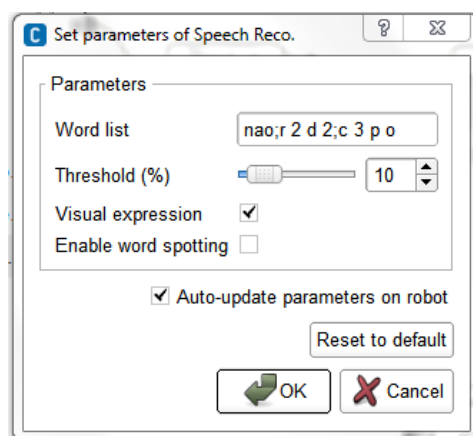 Set parameters of Speech Reco.
Parameters
Word list nao;r 2 d 2;c 3 p o
Threshold (%) 10
Visual expression
Enable word spotting
Auto-update parameters on robot
Reset to default
OK Cancel